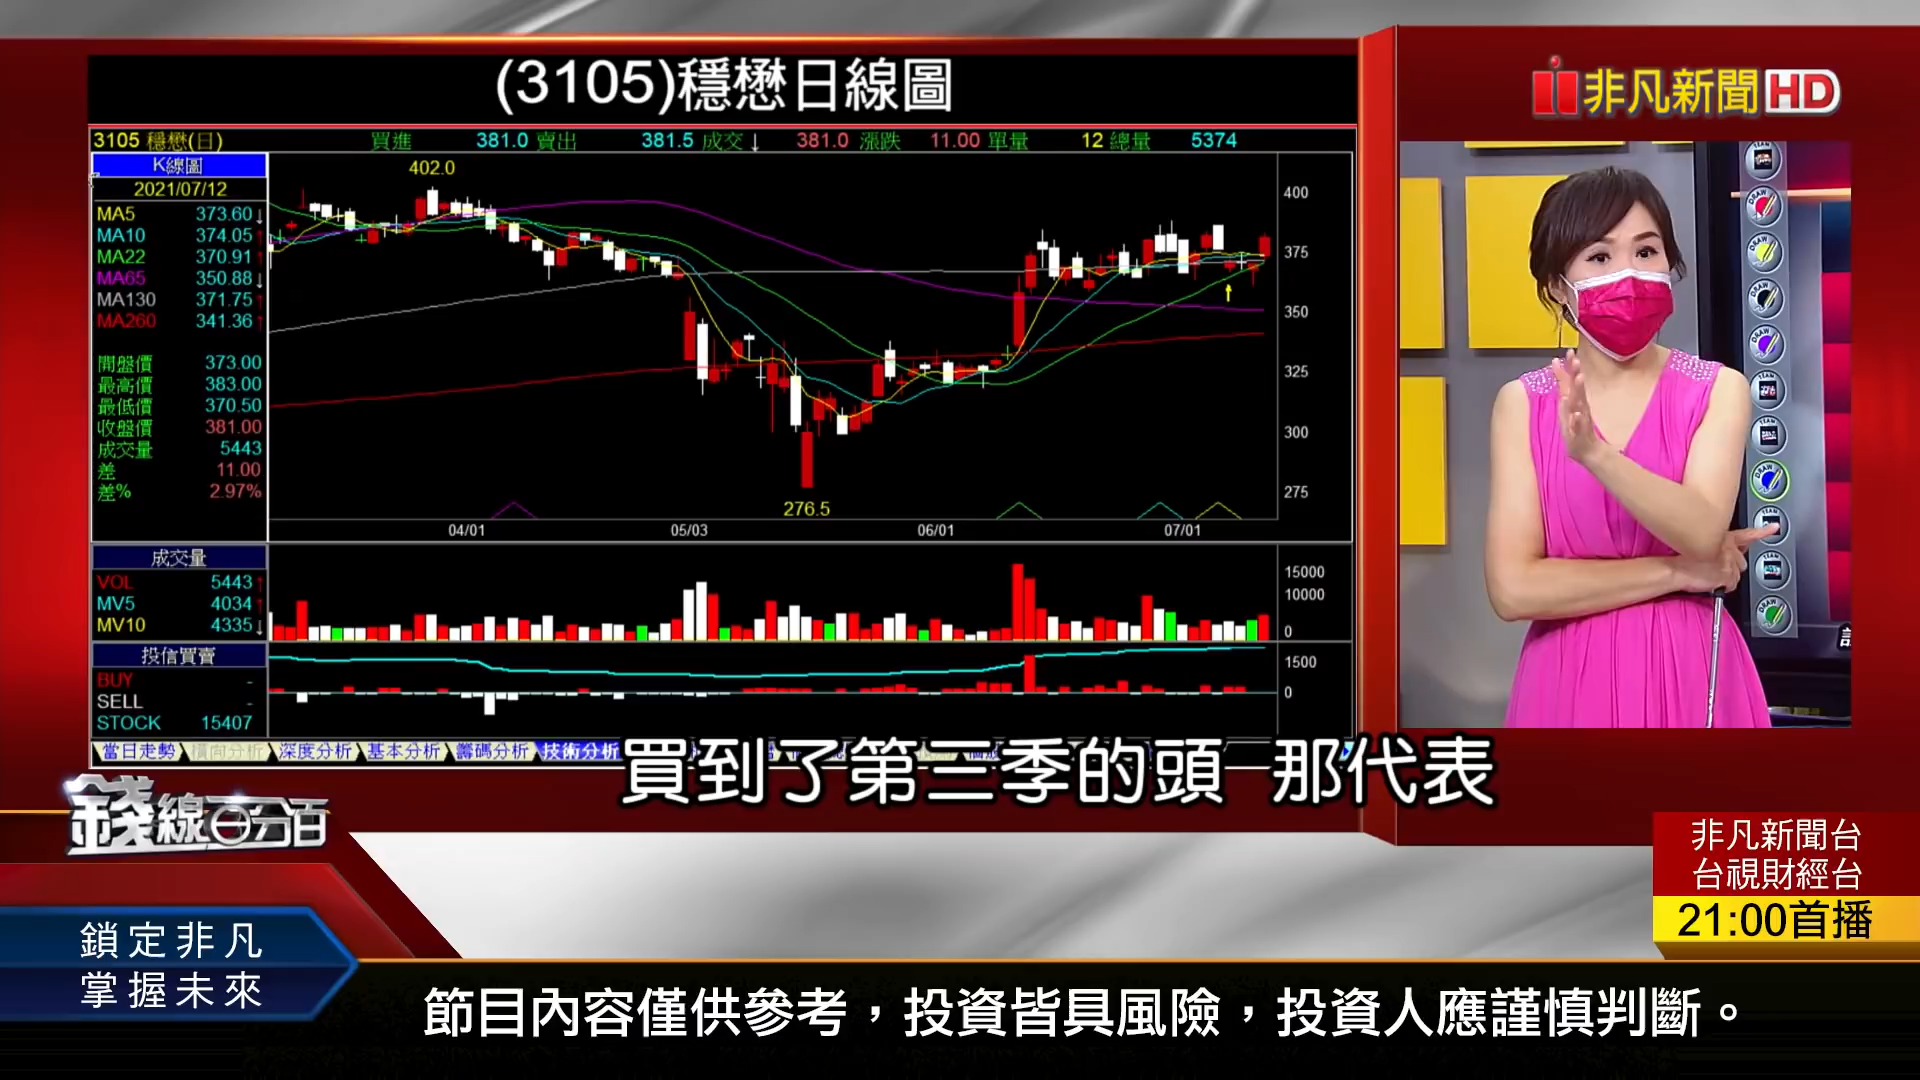 (3105)穩懋日線圖
非凡新聞HD
3105 穩懋(日) 買進 381.0 賣出 381.5 成交↓ 381.0 漲跌 11.00 單量 12 總量 5374
K線圖
2021/07/12
MA5 373.60↓
MA10 374.05↑
MA22 370.91↑
MA65 350.88↓
MA130 371.75↑
MA260 341.36↑
開盤價 373.00
最高價 383.00
最低價 370.50
收盤價 381.00
成交量 5443
差 11.00
差% 2.97%
402.0
276.5
400
375
350
325
300
275
04/01 05/03 06/01 07/01
成交量
VOL 5443↑
MV5 4034↑
MV10 4335↓
15000
10000
0
投信買賣
BUY -
SELL -
STOCK 15407
1500
0
當日走勢 橫向分析 深度分析 基本分析 籌碼分析 技術分析
買到了第三季的頭 那代表
錢線百分百
非凡新聞台
台視財經台
21:00首播
鎖定非凡
掌握未來
節目內容僅供參考，投資皆具風險，投資人應謹慎判斷。